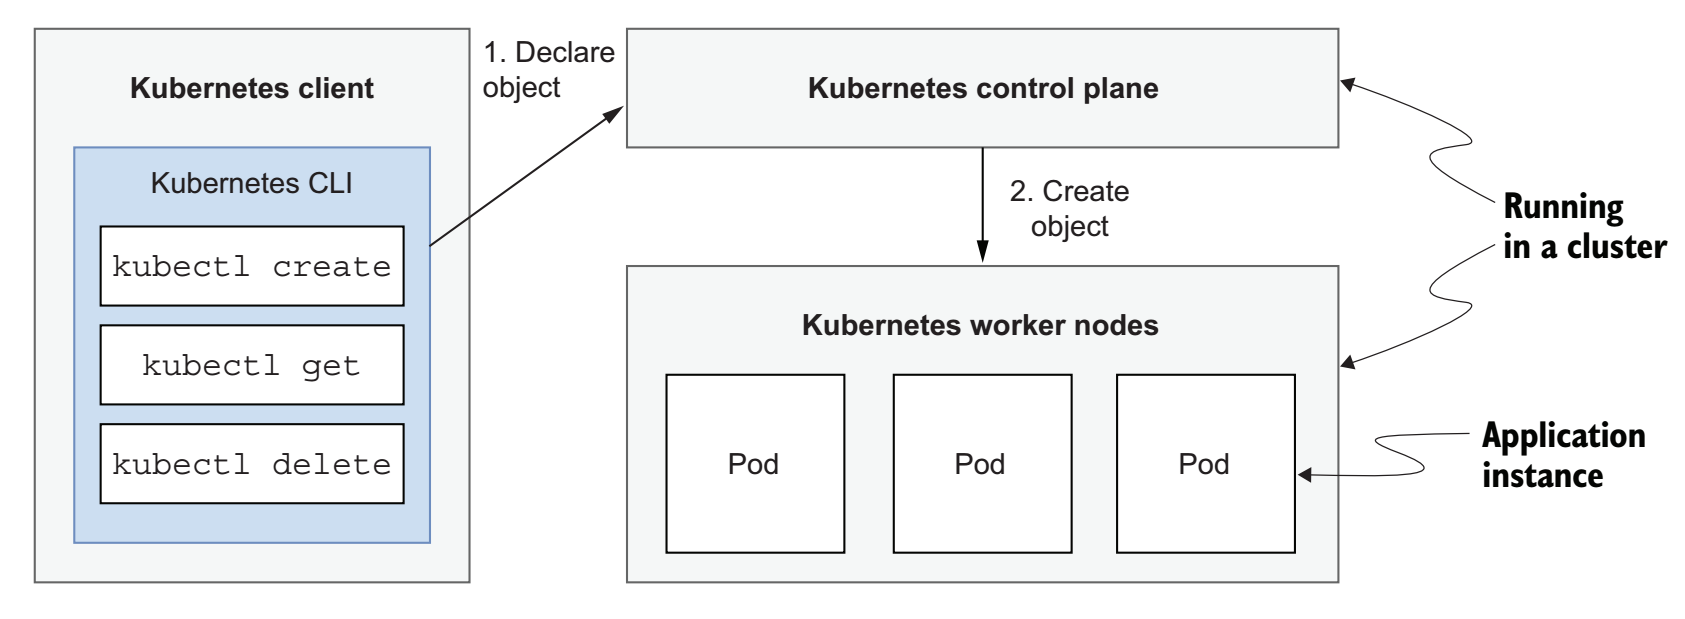 Kubernetes client
Kubernetes CLI
kubectl create
kubectl get
kubectl delete
1. Declare
object
Kubernetes control plane
2. Create
object
Kubernetes worker nodes
Pod
Pod
Pod
Running
in a cluster
Application
instance